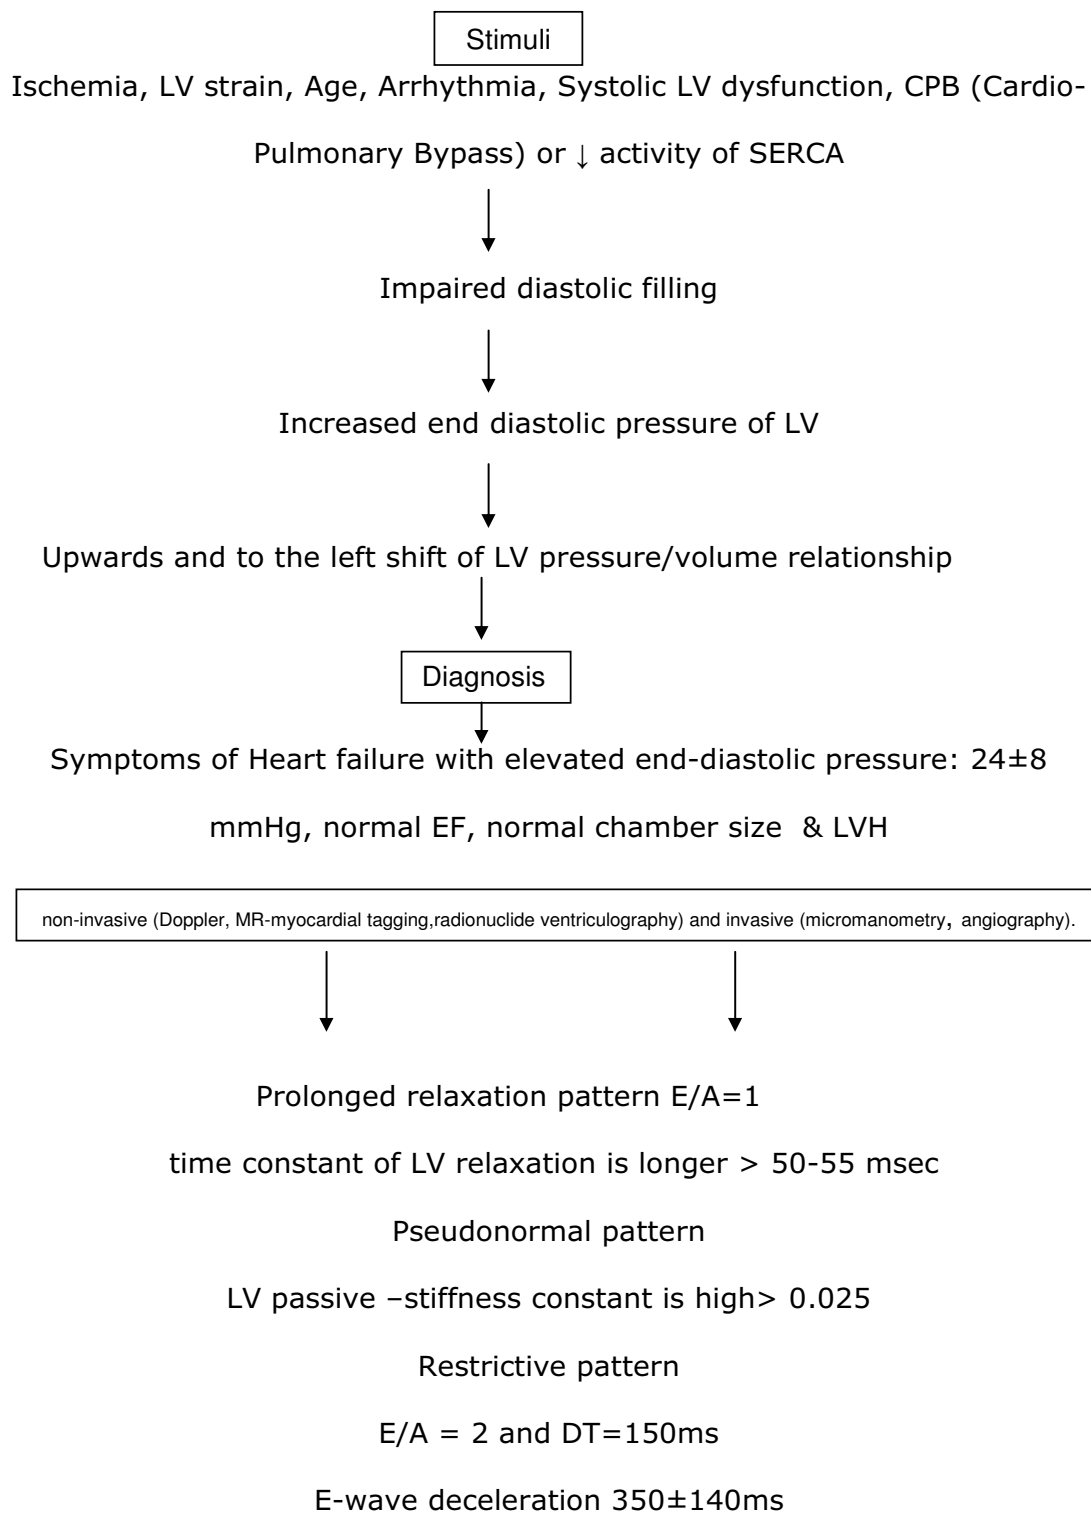 Stimuli
Ischemia, LV strain, Age, Arrhythmia, Systolic LV dysfunction, CPB (Cardio-
Pulmonary Bypass) or ↓ activity of SERCA
Impaired diastolic filling
Increased end diastolic pressure of LV
Upwards and to the left shift of LV pressure/volume relationship
Diagnosis
Symptoms of Heart failure with elevated end-diastolic pressure: 24±8
mmHg, normal EF, normal chamber size & LVH
non-invasive (Doppler, MR-myocardial tagging,radionuclide ventriculography) and invasive (micromanometry, angiography).
Prolonged relaxation pattern E/A=1
time constant of LV relaxation is longer > 50-55 msec
Pseudonormal pattern
LV passive –stiffness constant is high> 0.025
Restrictive pattern
E/A = 2 and DT=150ms
E-wave deceleration 350±140ms